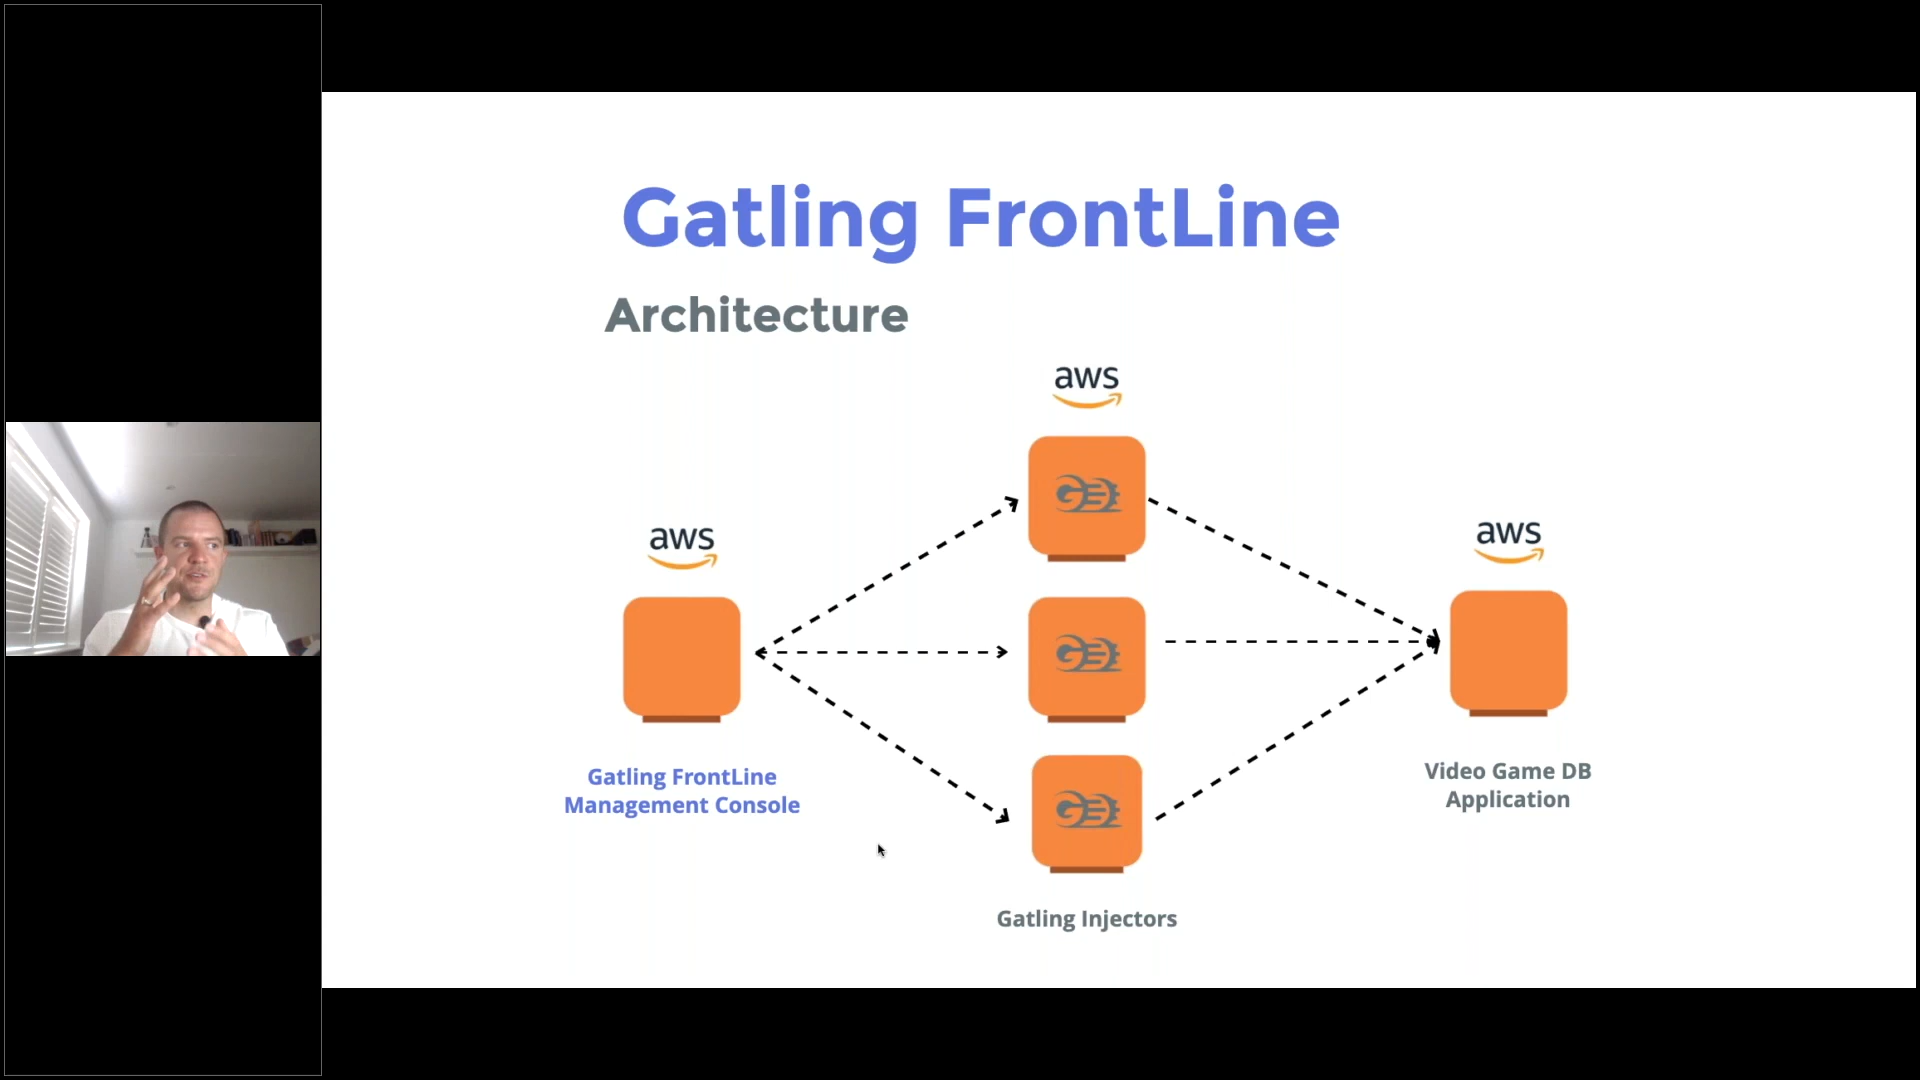 Gatling FrontLine
Architecture
aws
aws
aws
Gatling FrontLine
Management Console
Video Game DB
Application
Gatling Injectors